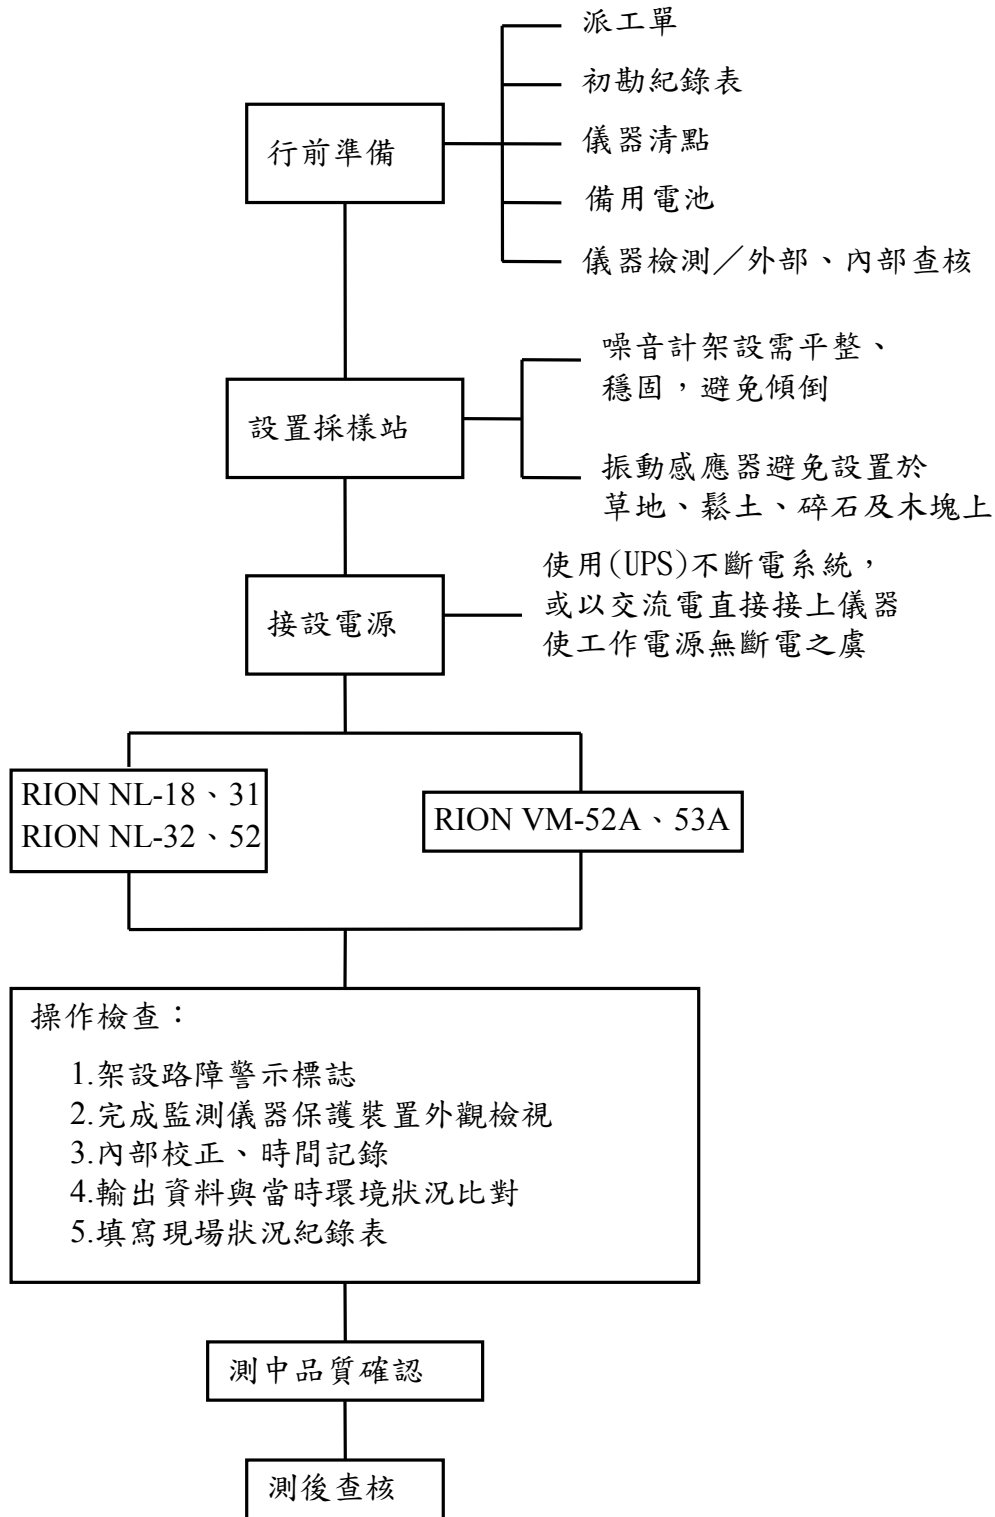 派工單
初勘紀錄表
行前準備
儀器清點
備用電池
儀器檢測／外部、內部查核
噪音計架設需平整、
穩固，避免傾倒
設置採樣站
振動感應器避免設置於
草地、鬆土、碎石及木塊上
使用(UPS)不斷電系統，
或以交流電直接接上儀器
使工作電源無斷電之虞
接設電源
RION NL-18、31
RION NL-32、52
RION VM-52A、53A
操作檢查：
1.架設路障警示標誌
2.完成監測儀器保護裝置外觀檢視
3.內部校正、時間記錄
4.輸出資料與當時環境狀況比對
5.填寫現場狀況紀錄表
測中品質確認
測後查核